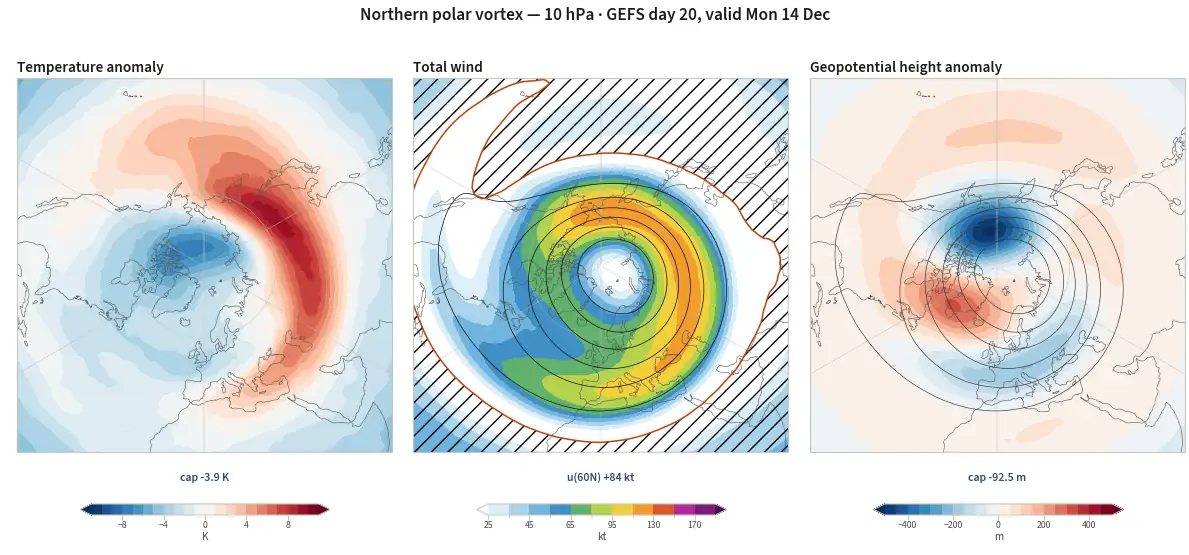 Northern polar vortex — 10 hPa · GEFS day 20, valid Mon 14 Dec
Temperature anomaly
Total wind
Geopotential height anomaly
cap -3.9 K
u(60N) +84 kt
cap -92.5 m
−8 −4 0 4 8
K
25 45 65 95 130 170
kt
−400 −200 0 200 400
m